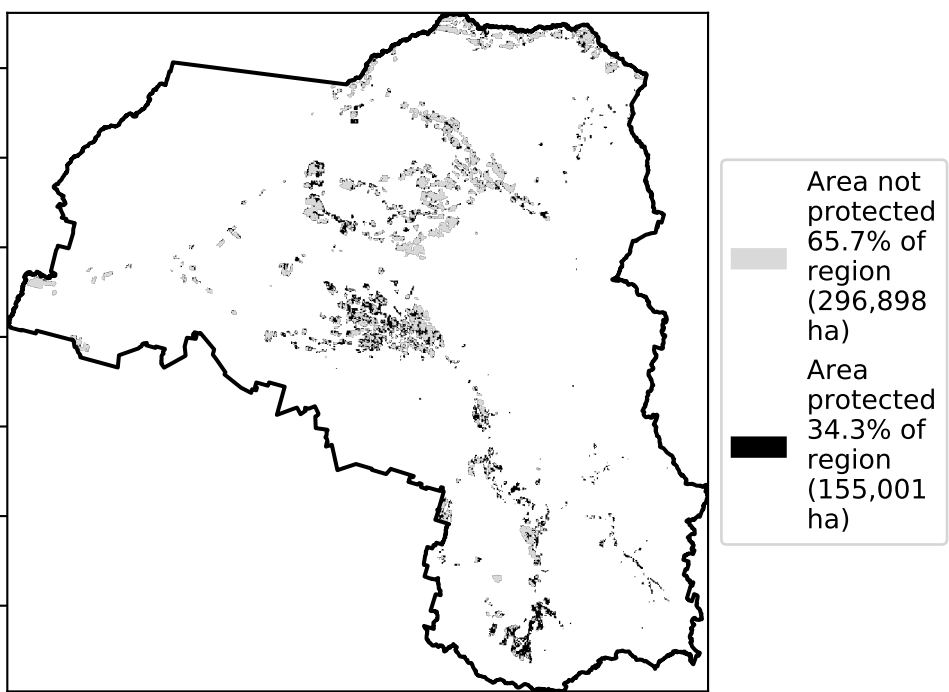 Area not
protected
65.7% of
region
(296,898
ha)
Area
protected
34.3% of
region
(155,001
ha)